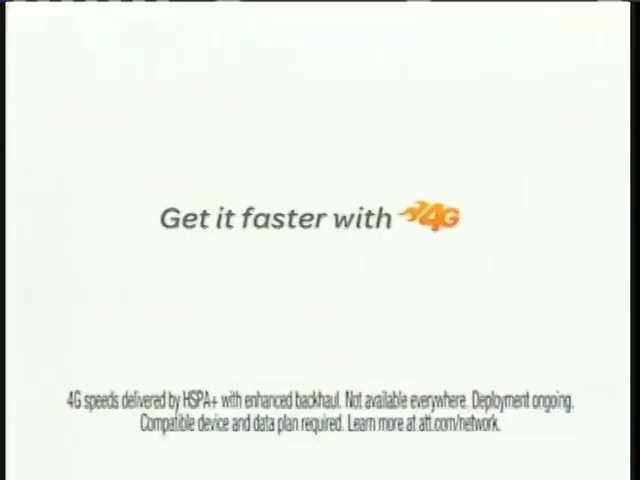 Get it faster with 4G
4G speeds delivered by HSPA+ with enhanced backhaul. Not available everywhere. Deployment ongoing.
Compatible device and data plan required. Learn more at att.com/network.